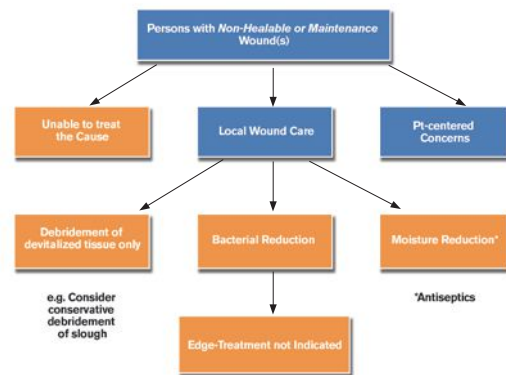 Persons with Non-Healable or Maintenance
Wound(s)
Unable to treat
the Cause
Local Wound Care
Pt-centered
Concerns
Debridement of
devitalized tissue only
Bacterial Reduction
Moisture Reduction*
e.g. Consider
conservative
debridement
of slough
*Antiseptics
Edge-Treatment not Indicated